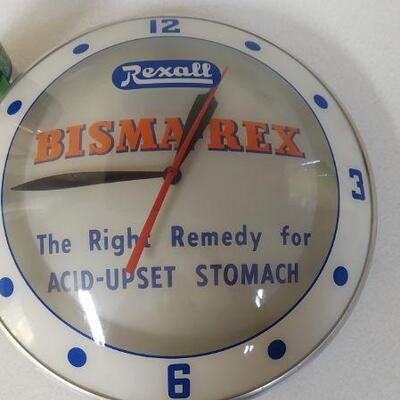 12
Rexall
BISMA-REX
3
The Right Remedy for
ACID-UPSET STOMACH
6